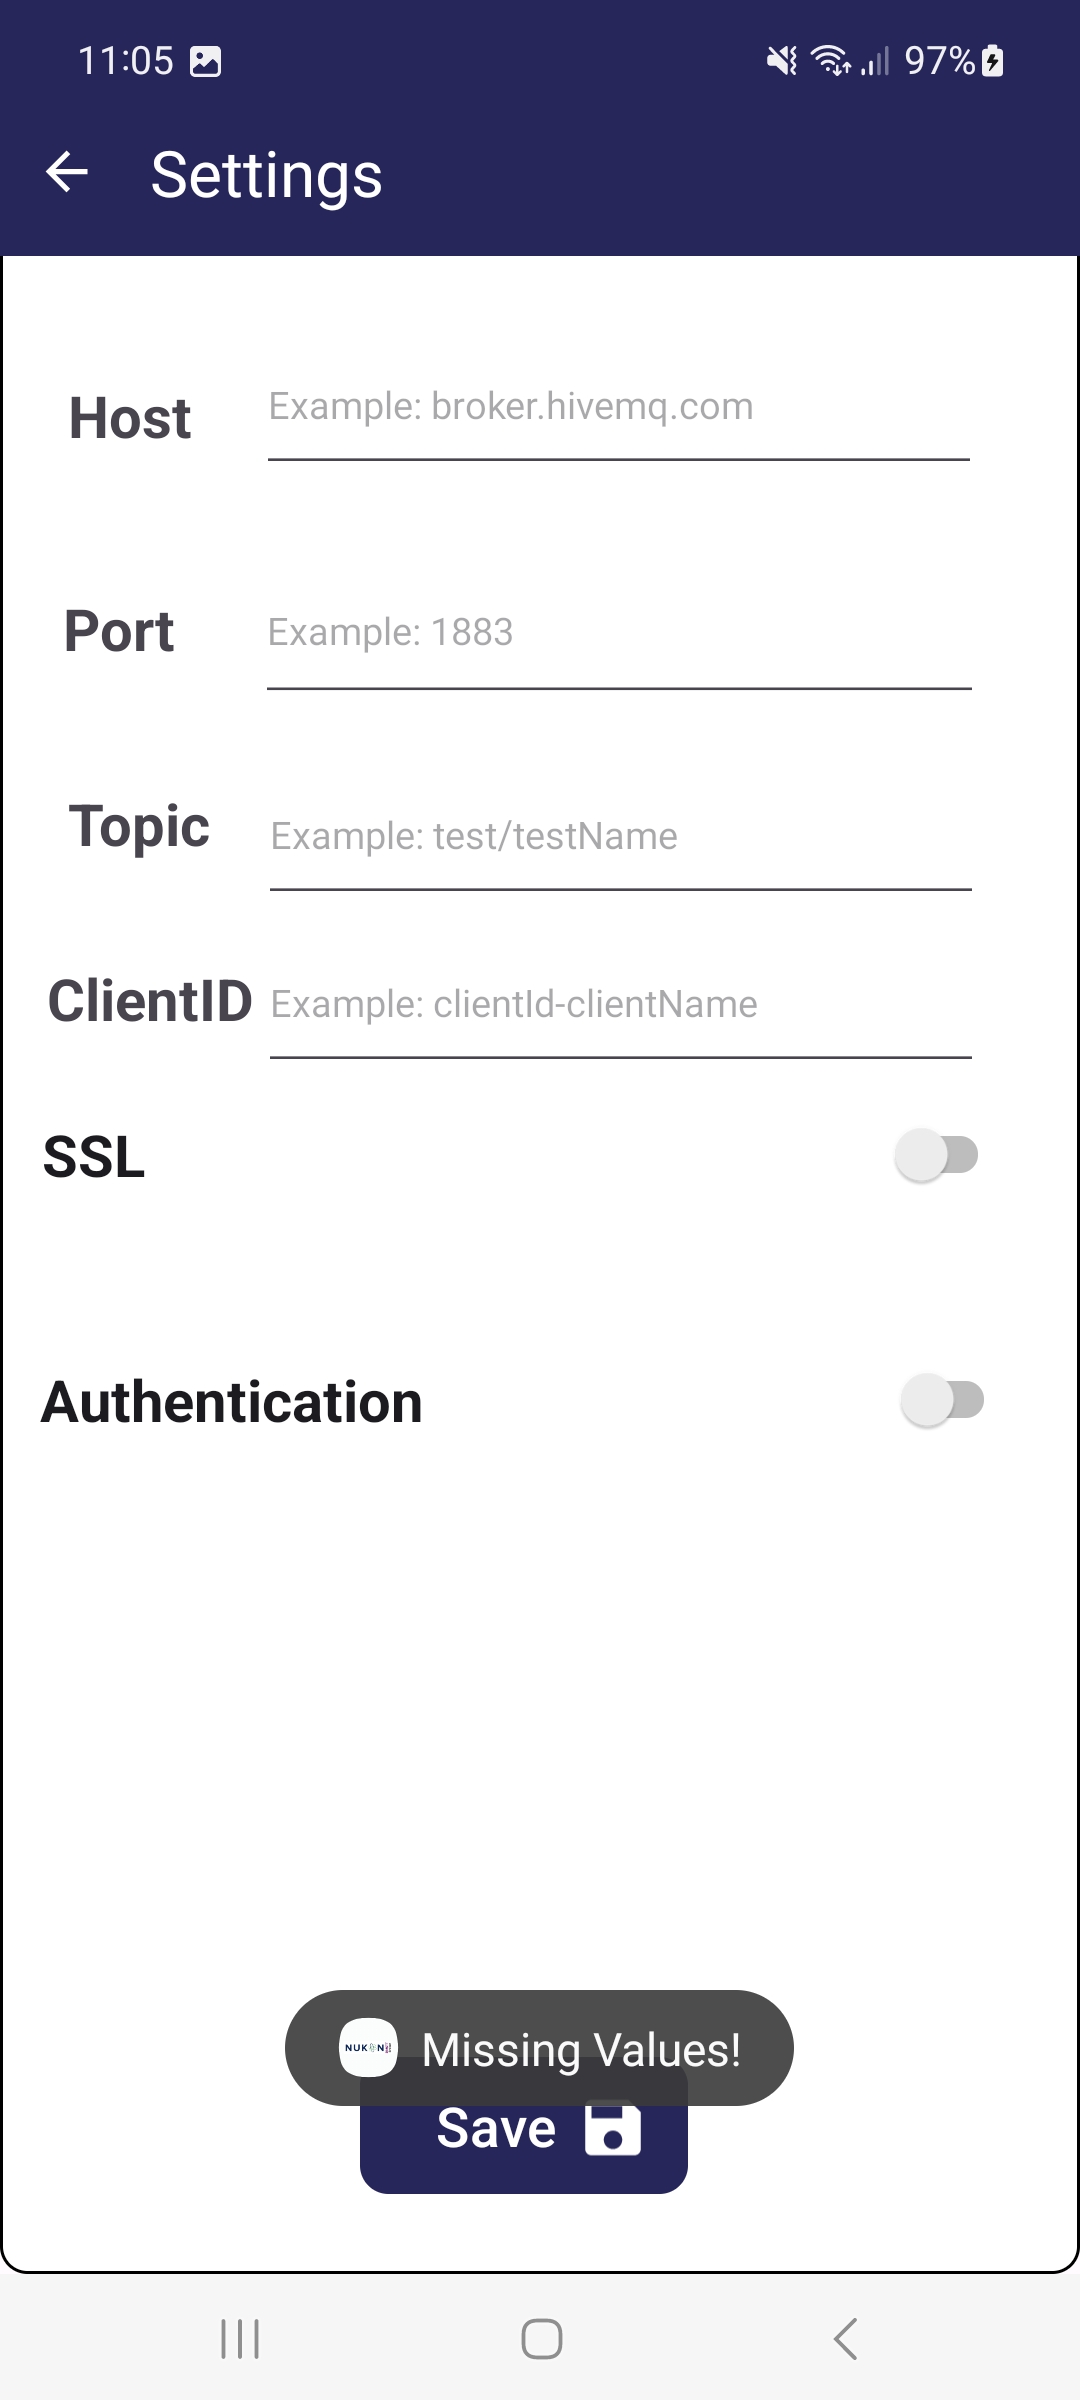 11:05 97%
Settings
Host Example: broker.hivemq.com
Port Example: 1883
Topic Example: test/testName
ClientID Example: clientId-clientName
SSL
Authentication
Missing Values!
Save